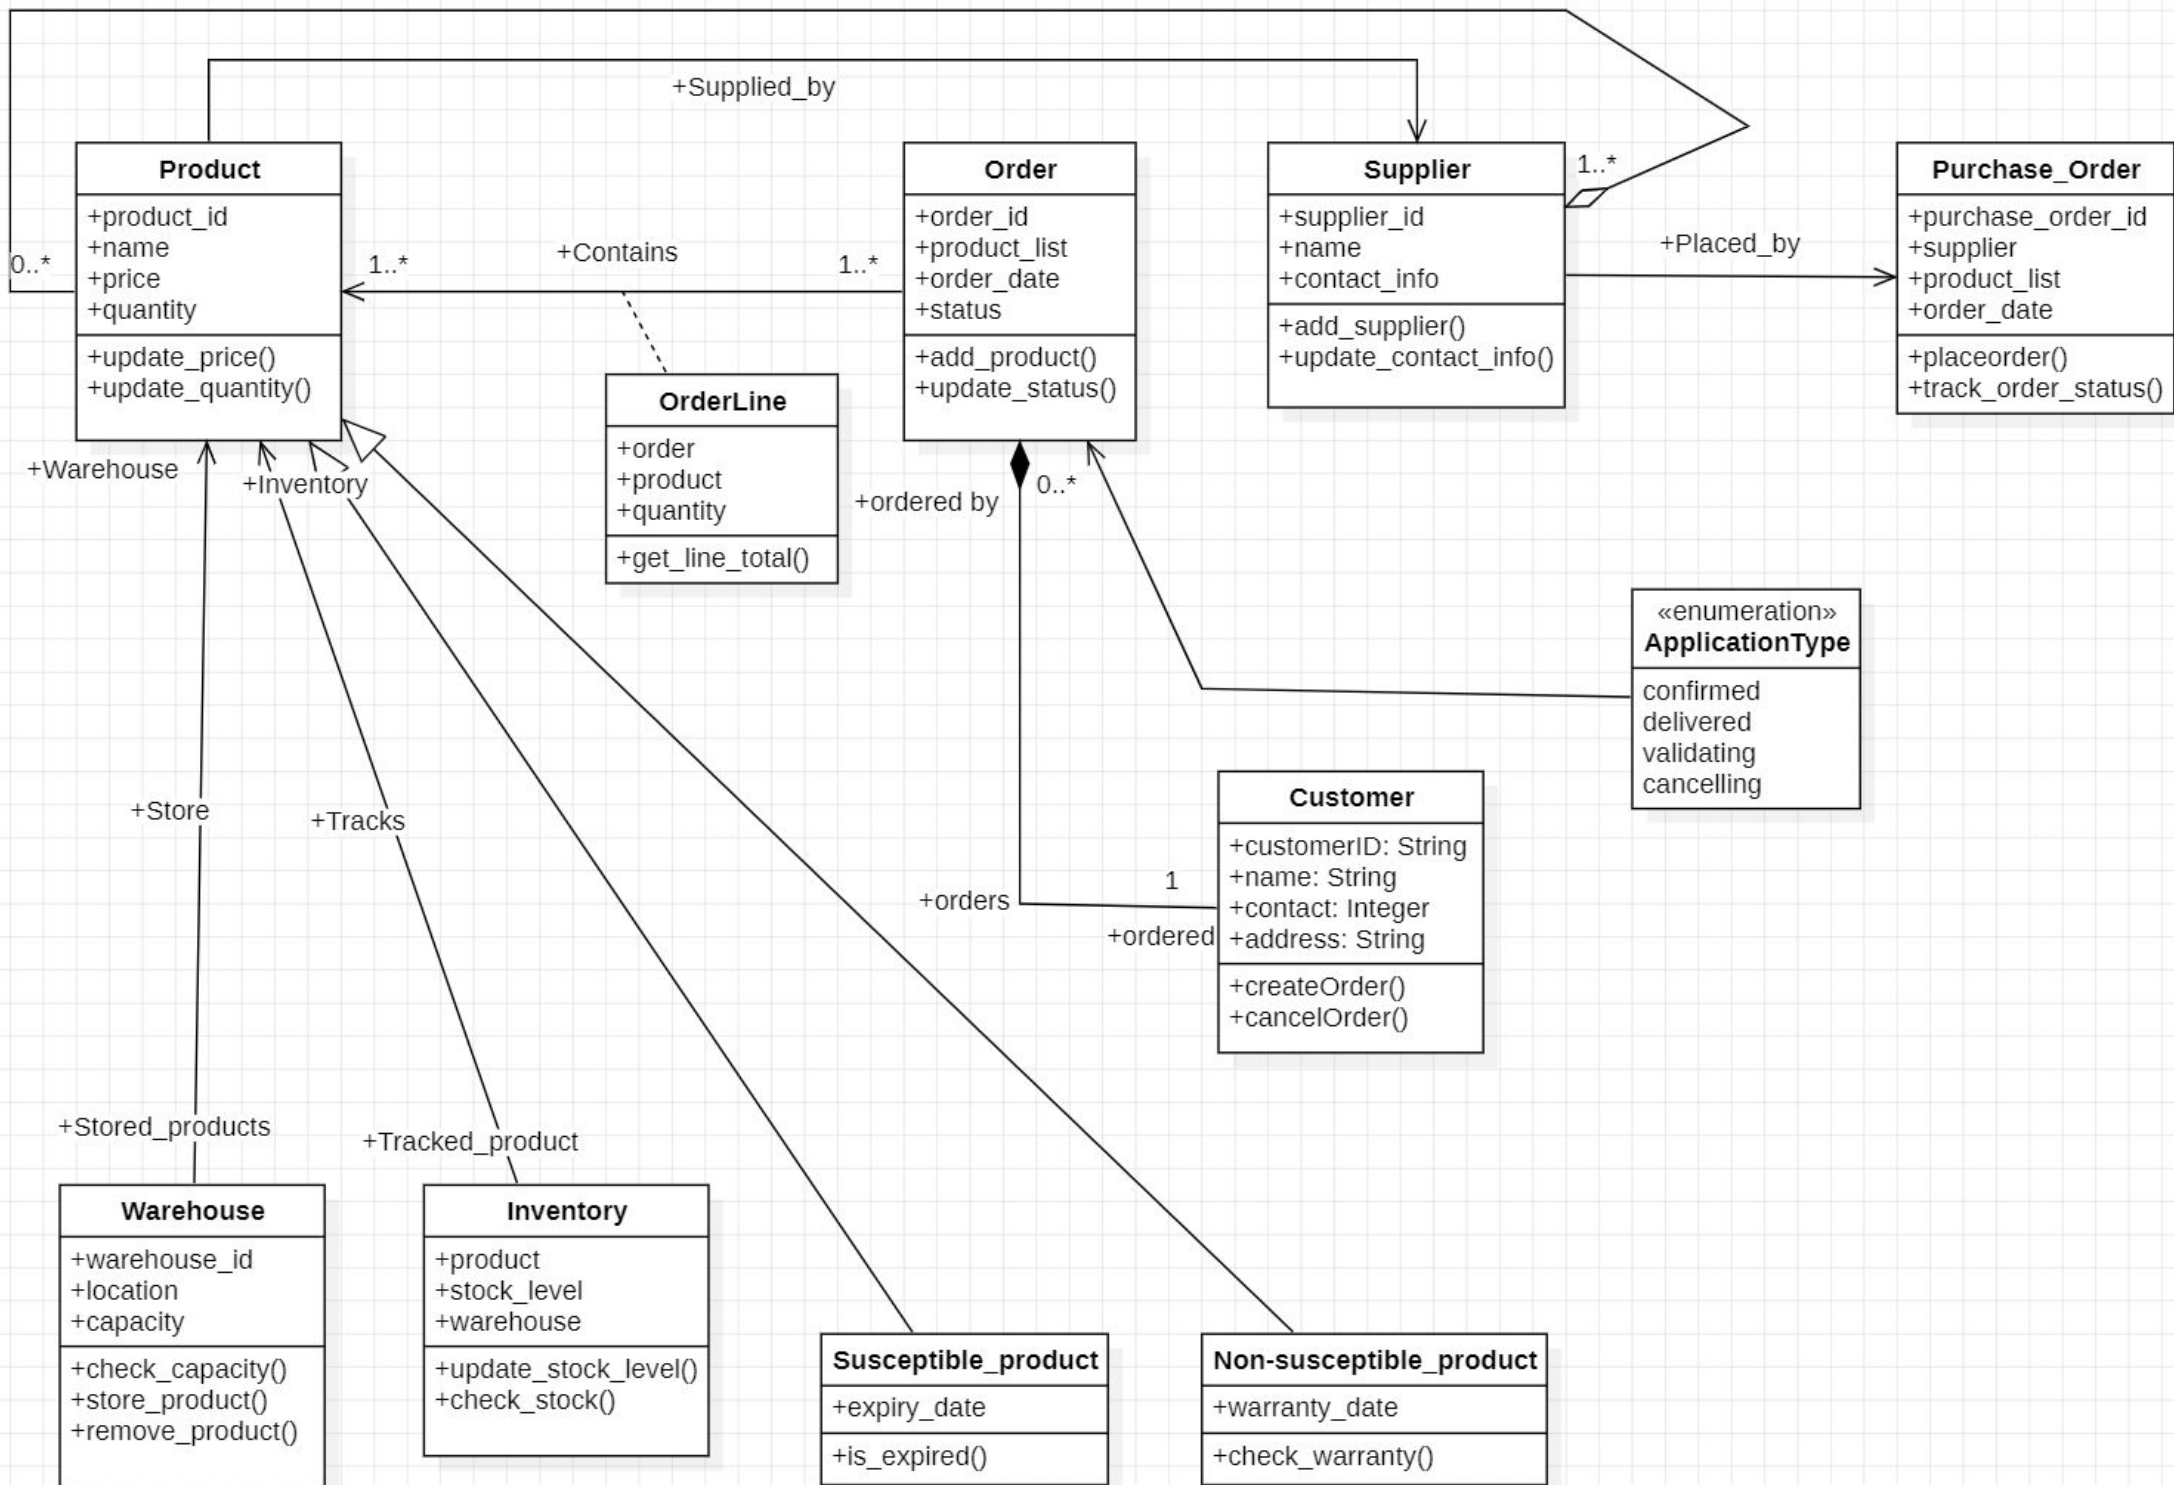 +Supplied_by
Product
+product_id
+name
+price
+quantity
+update_price()
+update_quantity()
0..*
1..*
+Contains
1..*
Order
+order_id
+product_list
+order_date
+status
+add_product()
+update_status()
Supplier
+supplier_id
+name
+contact_info
+add_supplier()
+update_contact_info()
1..*
+Placed_by
Purchase_Order
+purchase_order_id
+supplier
+product_list
+order_date
+placeorder()
+track_order_status()
OrderLine
+order
+product
+quantity
+get_line_total()
+Warehouse
+Inventory
+ordered by
0..*
«enumeration»
ApplicationType
confirmed
delivered
validating
cancelling
+Store
+Tracks
+orders
1
+ordered
Customer
+customerID: String
+name: String
+contact: Integer
+address: String
+createOrder()
+cancelOrder()
+Stored_products
+Tracked_product
Warehouse
+warehouse_id
+location
+capacity
+check_capacity()
+store_product()
+remove_product()
Inventory
+product
+stock_level
+warehouse
+update_stock_level()
+check_stock()
Susceptible_product
+expiry_date
+is_expired()
Non-susceptible_product
+warranty_date
+check_warranty()